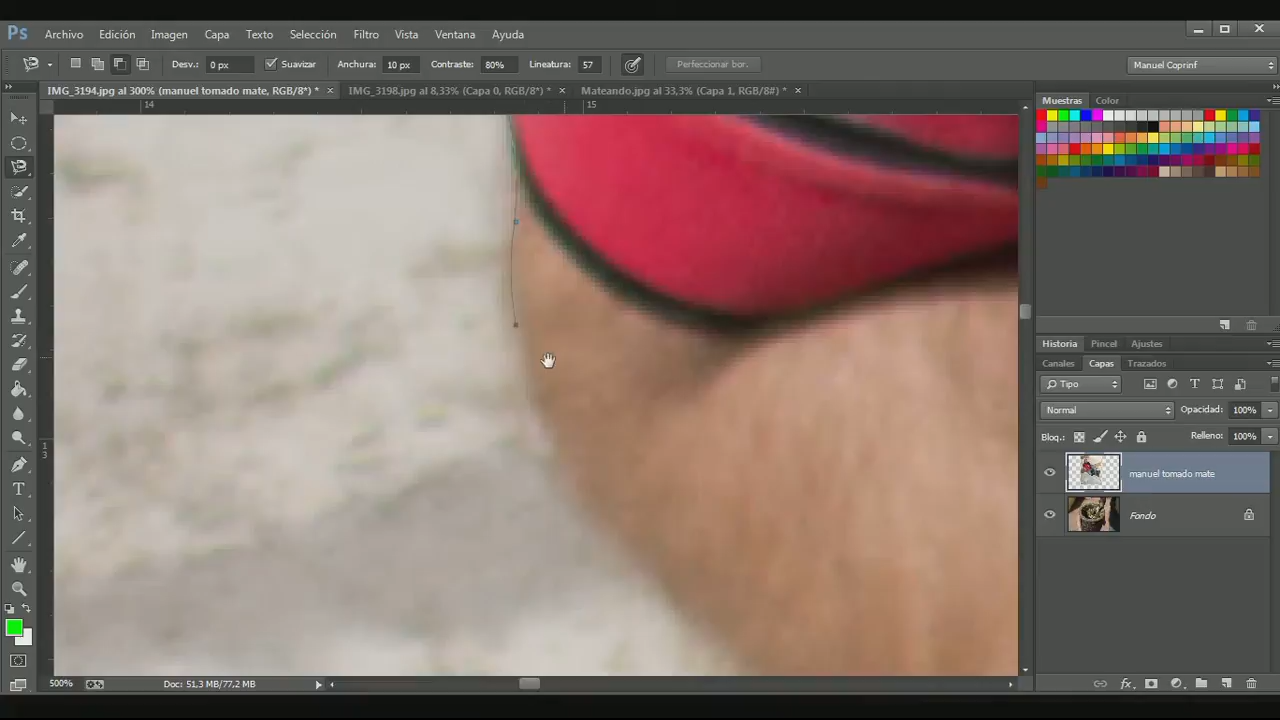 Ps Archivo Edición Imagen Capa Texto Selección Filtro Vista Ventana Ayuda
Desv.: 0 px Suavizar Anchura: 10 px Contraste: 80% Lineatura: 57 Perfeccionar bor. Manuel Coprinf
IMG_3194.jpg al 300% (manuel tomado mate, RGB/8*) * IMG_3198.jpg al 8,33% (Capa 0, RGB/8*) * Mateando.jpg al 33,3% (Capa 1, RGB/8#) *
Muestras Color
14 15
1
3
Historia Pincel Ajustes
Canales Capas Trazados
Tipo
Normal Opacidad: 100%
Bloq.: Relleno: 100%
manuel tomado mate
Fondo
T
fx
500% Doc: 51,3 MB/77,2 MB